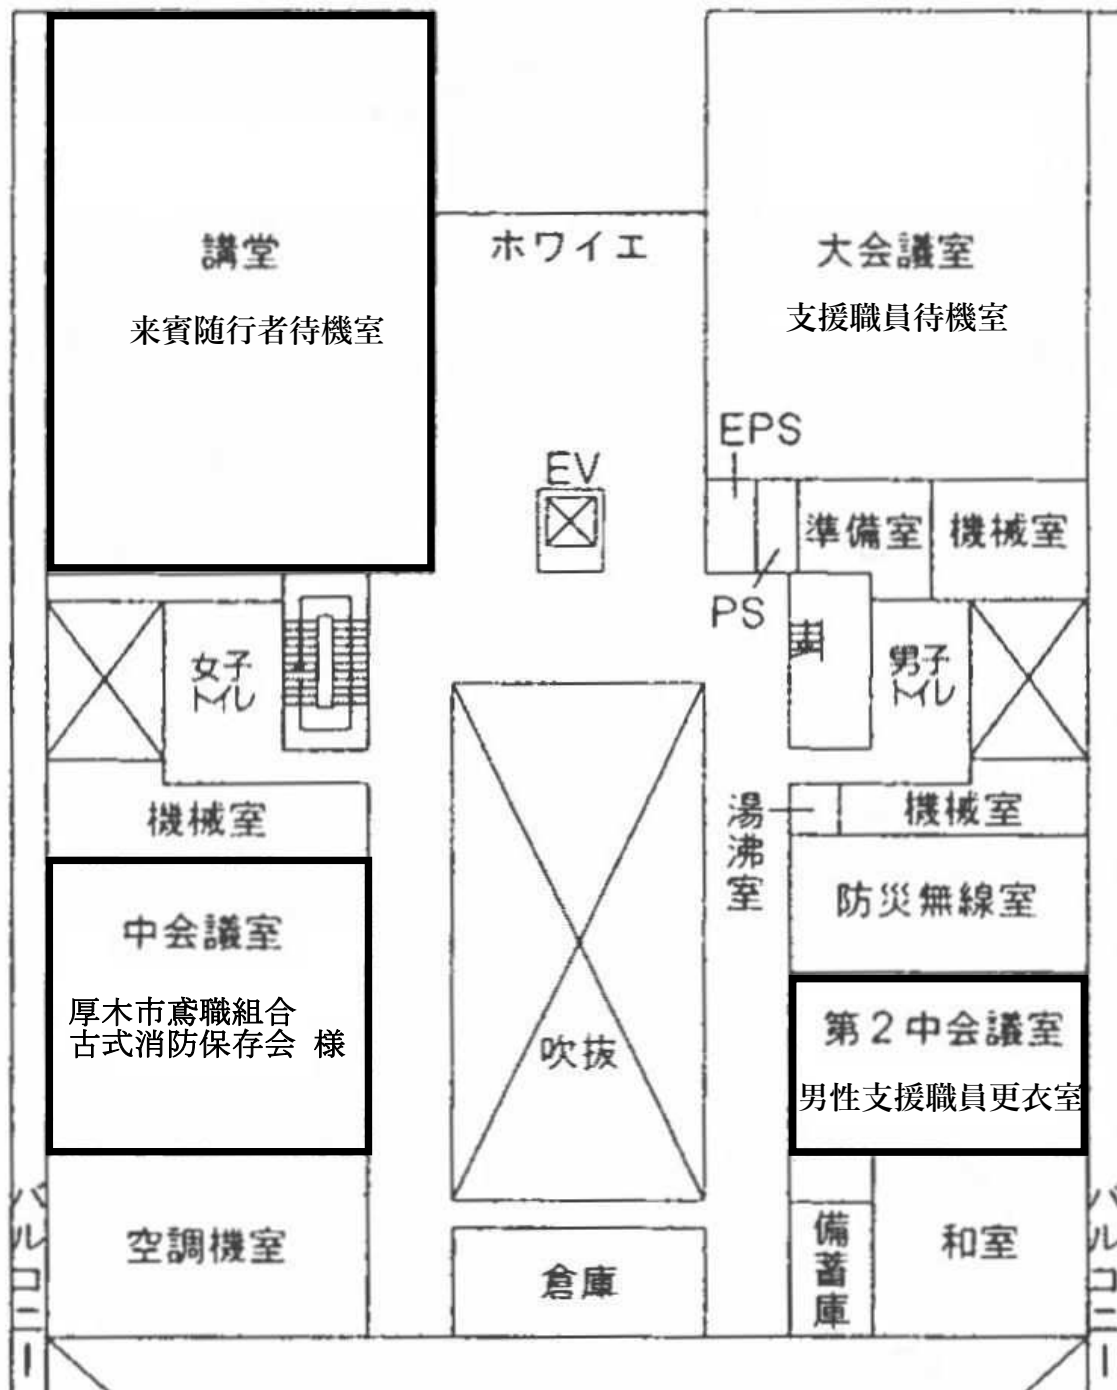 講堂
来賓随行者待機室
ホワイエ
大会議室
支援職員待機室
EPS
EV
準備室
機械室
PS
女子
トイレ
男子
トイレ
機械室
湯沸室
機械室
防災無線室
中会議室
厚木市鳶職組合
古式消防保存会 様
吹抜
第2中会議室
男性支援職員更衣室
バルコニー
空調機室
倉庫
備蓄庫
和室
バルコニー